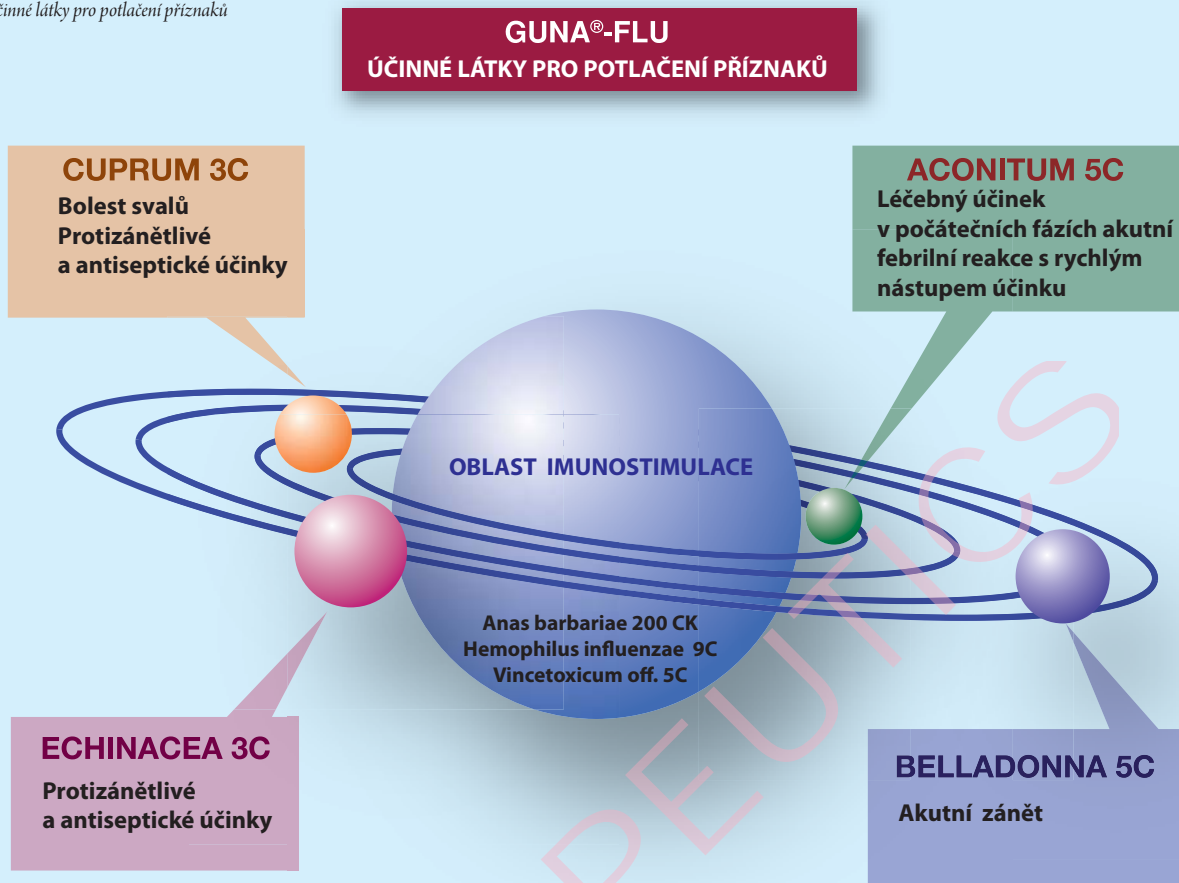 činné látky pro potlačení příznaků
GUNA®-FLU
ÚČINNÉ LÁTKY PRO POTLAČENÍ PŘÍZNAKŮ
CUPRUM 3C
Bolest svalů
Protizánětlivé
a antiseptické účinky
ACONITUM 5C
Léčebný účinek
v počátečních fázích akutní
febrilní reakce s rychlým
nástupem účinku
OBLAST IMUNOSTIMULACE
Anas barbariae 200 CK
Hemophilus influenzae 9C
Vincetoxicum off. 5C
ECHINACEA 3C
Protizánětlivé
a antiseptické účinky
BELLADONNA 5C
Akutní zánět
PEUTICS